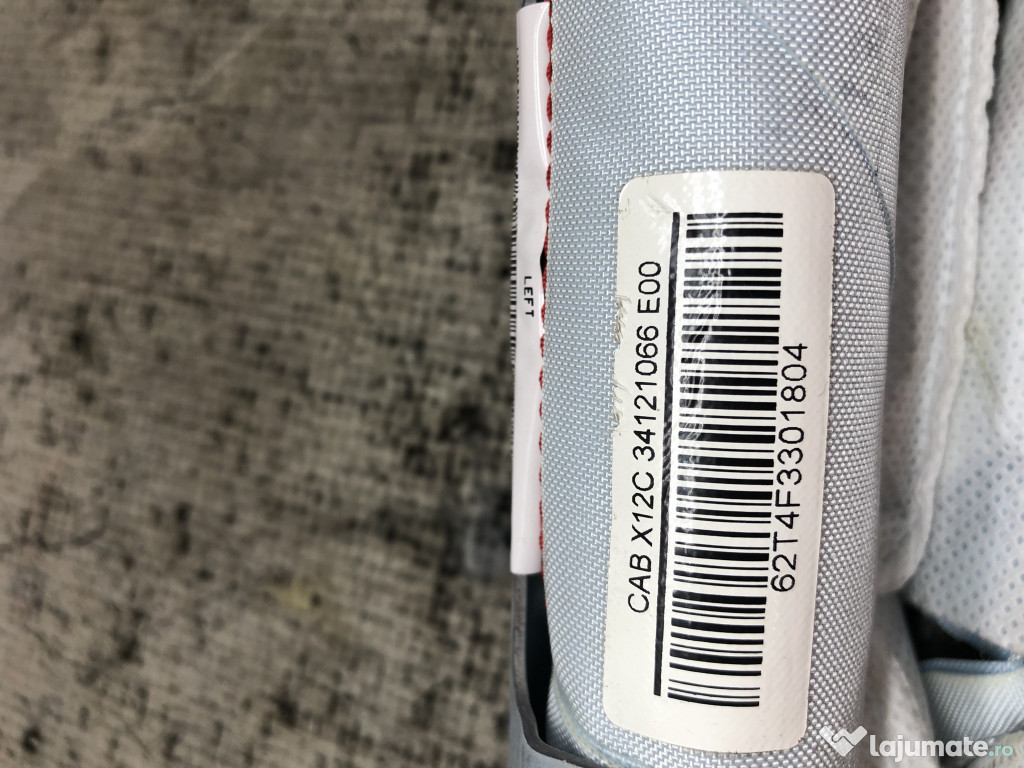 LEFT
CAB X12C 34121066 E00
62T4F3301804
lajumate.ro